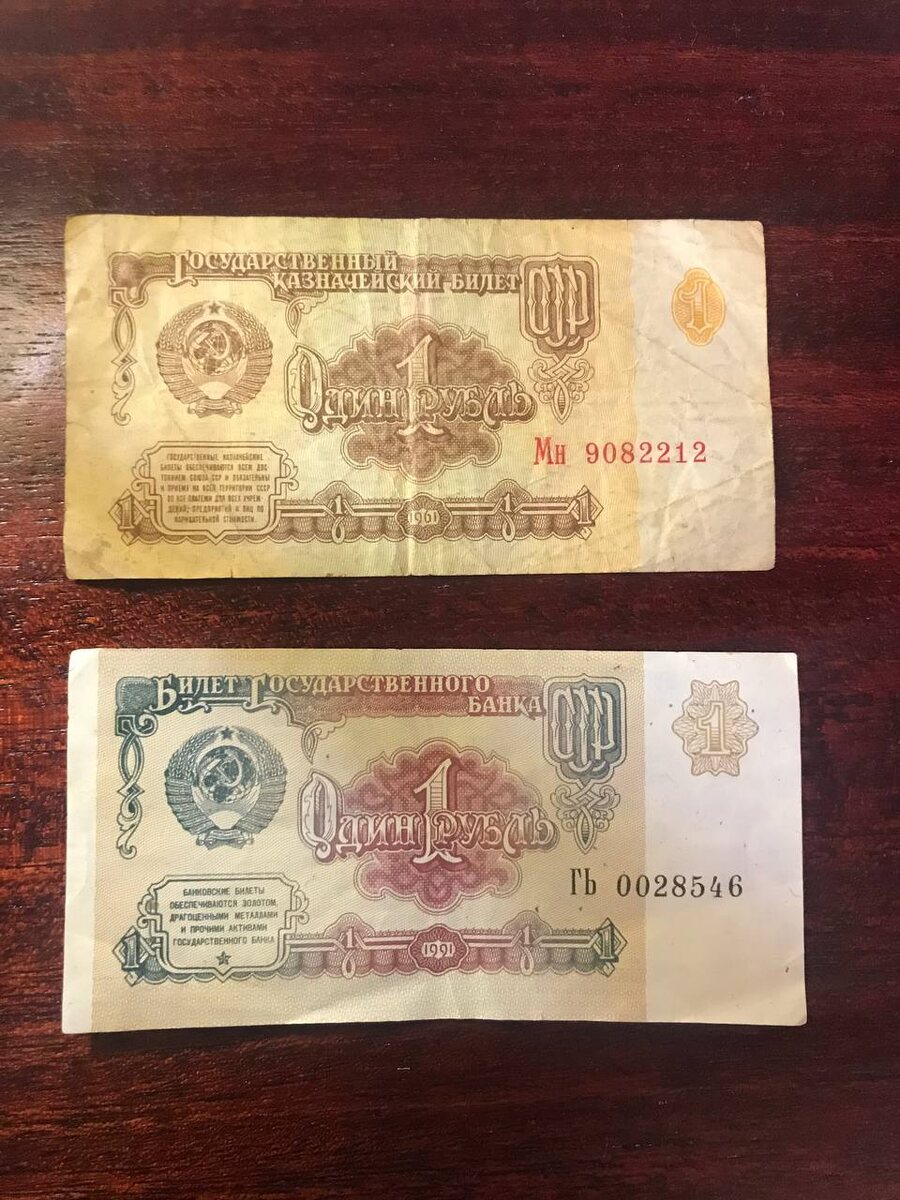 Государственный
казначейский билет
СССР
1
1
Один рубль
Мн 9082212
ГОСУДАРСТВЕННЫЕ КАЗНАЧЕЙСКИЕ
БИЛЕТЫ ОБЕСПЕЧИВАЮТСЯ ВСЕМ ДОС-
ТОЯНИЕМ СОЮЗА ССР И ОБЯЗАТЕЛЬНЫ
К ПРИЕМУ НА ВСЕЙ ТЕРРИТОРИИ СССР
ВО ВСЕ ПЛАТЕЖИ ДЛЯ ВСЕХ УЧРЕЖ-
ДЕНИЙ, ПРЕДПРИЯТИЙ И ЛИЦ ПО
НАРИЦАТЕЛЬНОЙ СТОИМОСТИ.
1 1 1961 1 1
Билет Государственного
банка
СССР
1
1
Один рубль
ГЬ 0028546
БАНКОВСКИЕ БИЛЕТЫ
ОБЕСПЕЧИВАЮТСЯ ЗОЛОТОМ,
ДРАГОЦЕННЫМИ МЕТАЛЛАМИ
И ПРОЧИМИ АКТИВАМИ
ГОСУДАРСТВЕННОГО БАНКА
1 1 1991 1 1